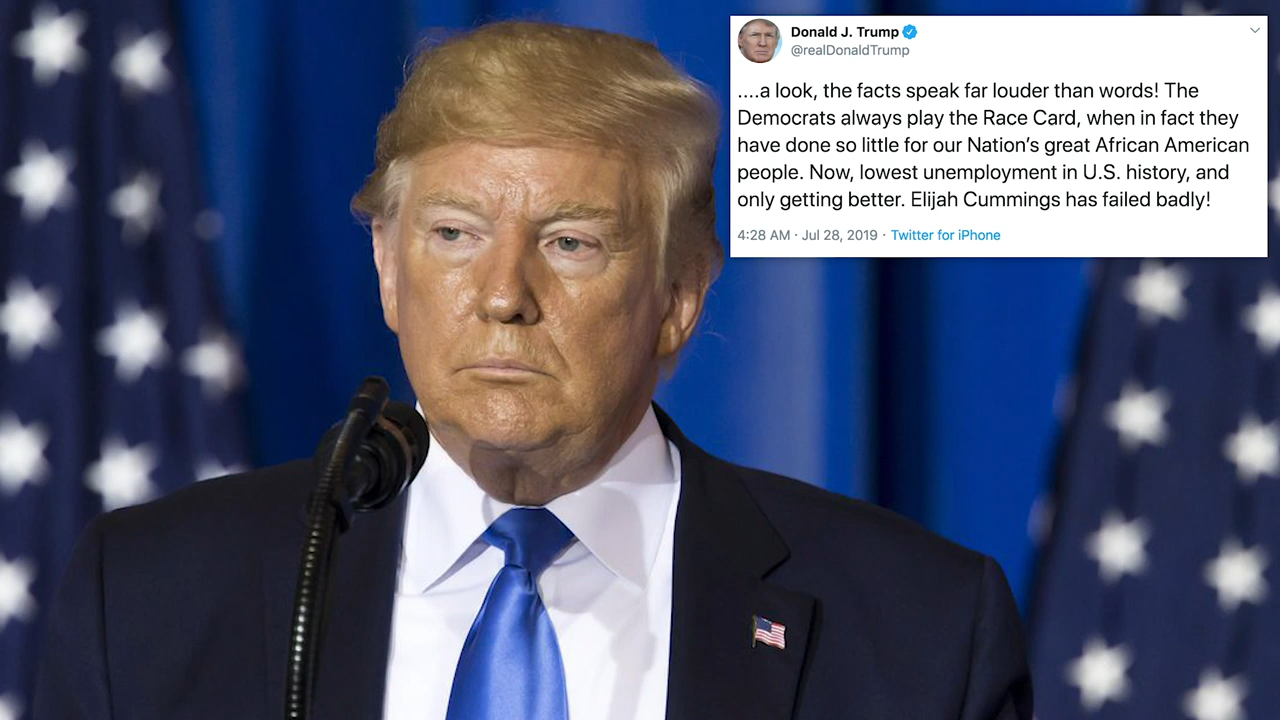 Donald J. Trump
@realDonaldTrump
....a look, the facts speak far louder than words! The
Democrats always play the Race Card, when in fact they
have done so little for our Nation’s great African American
people. Now, lowest unemployment in U.S. history, and
only getting better. Elijah Cummings has failed badly!
4:28 AM · Jul 28, 2019 · Twitter for iPhone